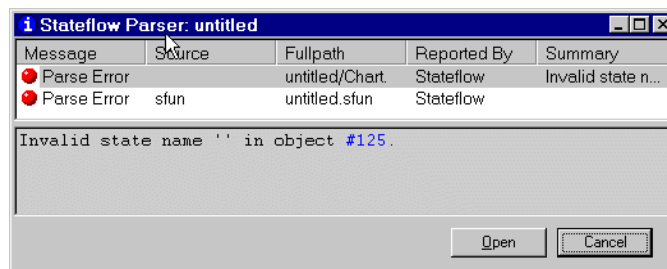 Stateflow Parser: untitled
Message Source Fullpath Reported By Summary
Parse Error untitled/Chart. Stateflow Invalid state n...
Parse Error sfun untitled.sfun Stateflow
Invalid state name '' in object #125.
Open Cancel